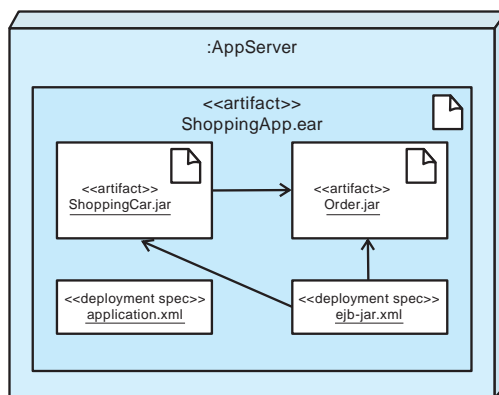 :AppServer
<<artifact>>
ShoppingApp.ear
<<artifact>>
ShoppingCar.jar
<<artifact>>
Order.jar
<<deployment spec>>
application.xml
<<deployment spec>>
ejb-jar.xml